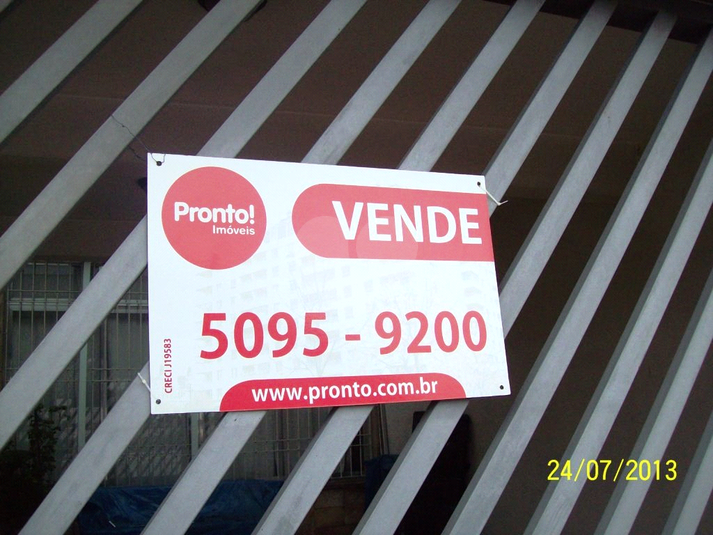 Pronto!
Imóveis
VENDE
5095 - 9200
CRECI J19583
www.pronto.com.br
24/07/2013